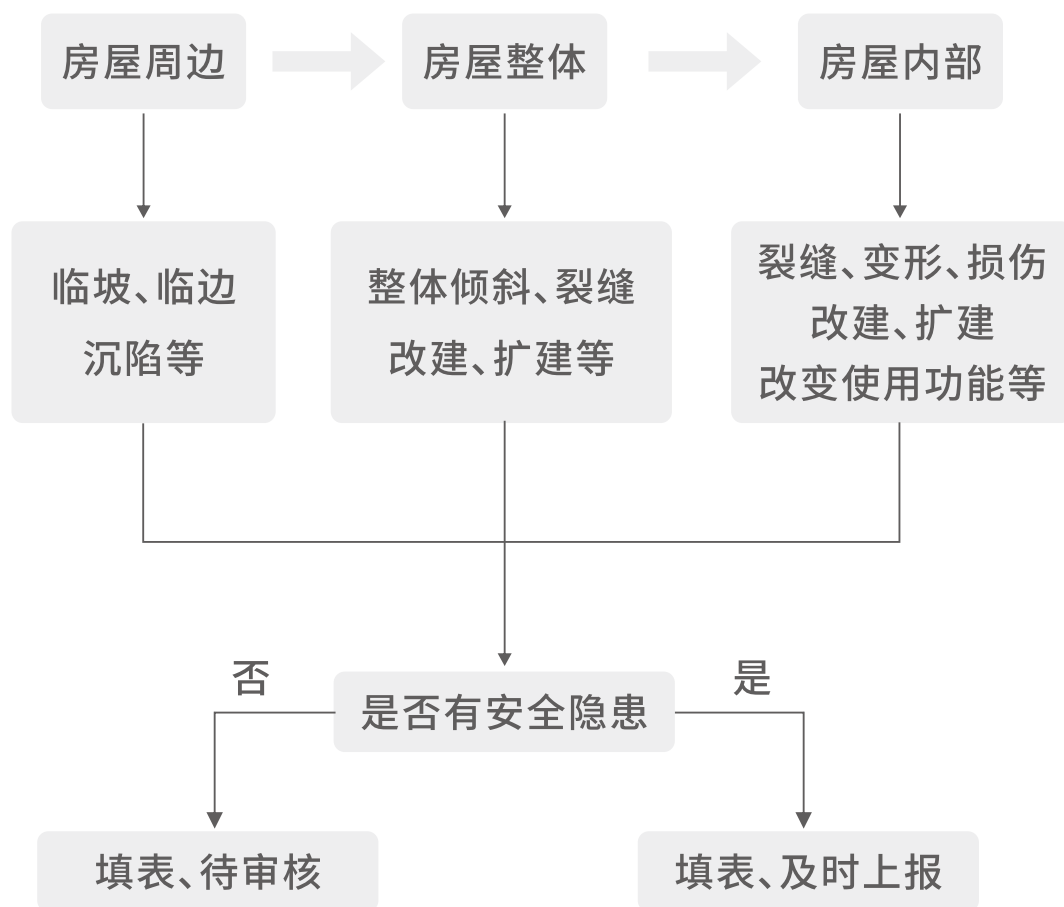 房屋周边
房屋整体
房屋内部
临坡、临边
沉陷等
整体倾斜、裂缝
改建、扩建等
裂缝、变形、损伤
改建、扩建
改变使用功能等
否
是
是否有安全隐患
填表、待审核
填表、及时上报